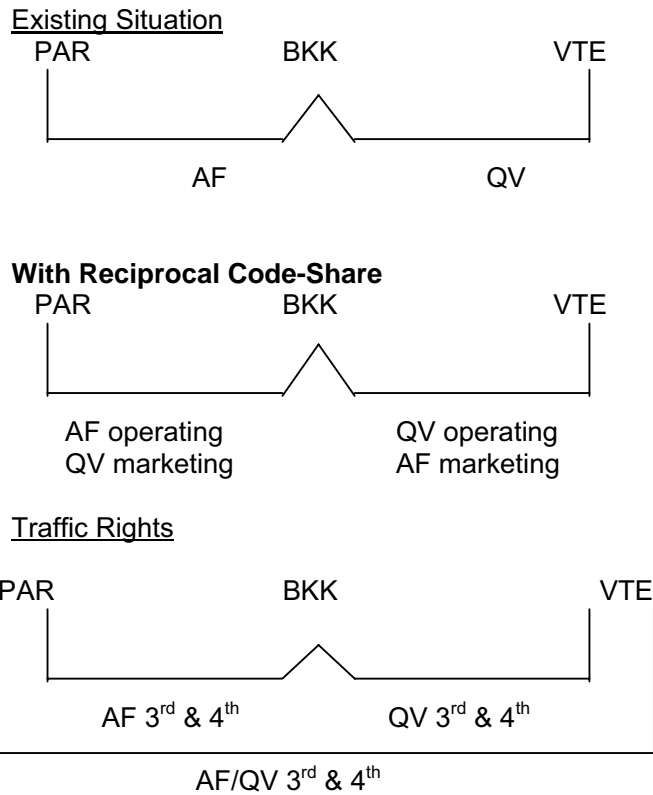 Existing Situation
PAR BKK VTE
AF QV
With Reciprocal Code-Share
PAR BKK VTE
AF operating QV operating
QV marketing AF marketing
Traffic Rights
PAR BKK VTE
AF 3rd & 4th QV 3rd & 4th
AF/QV 3rd & 4th